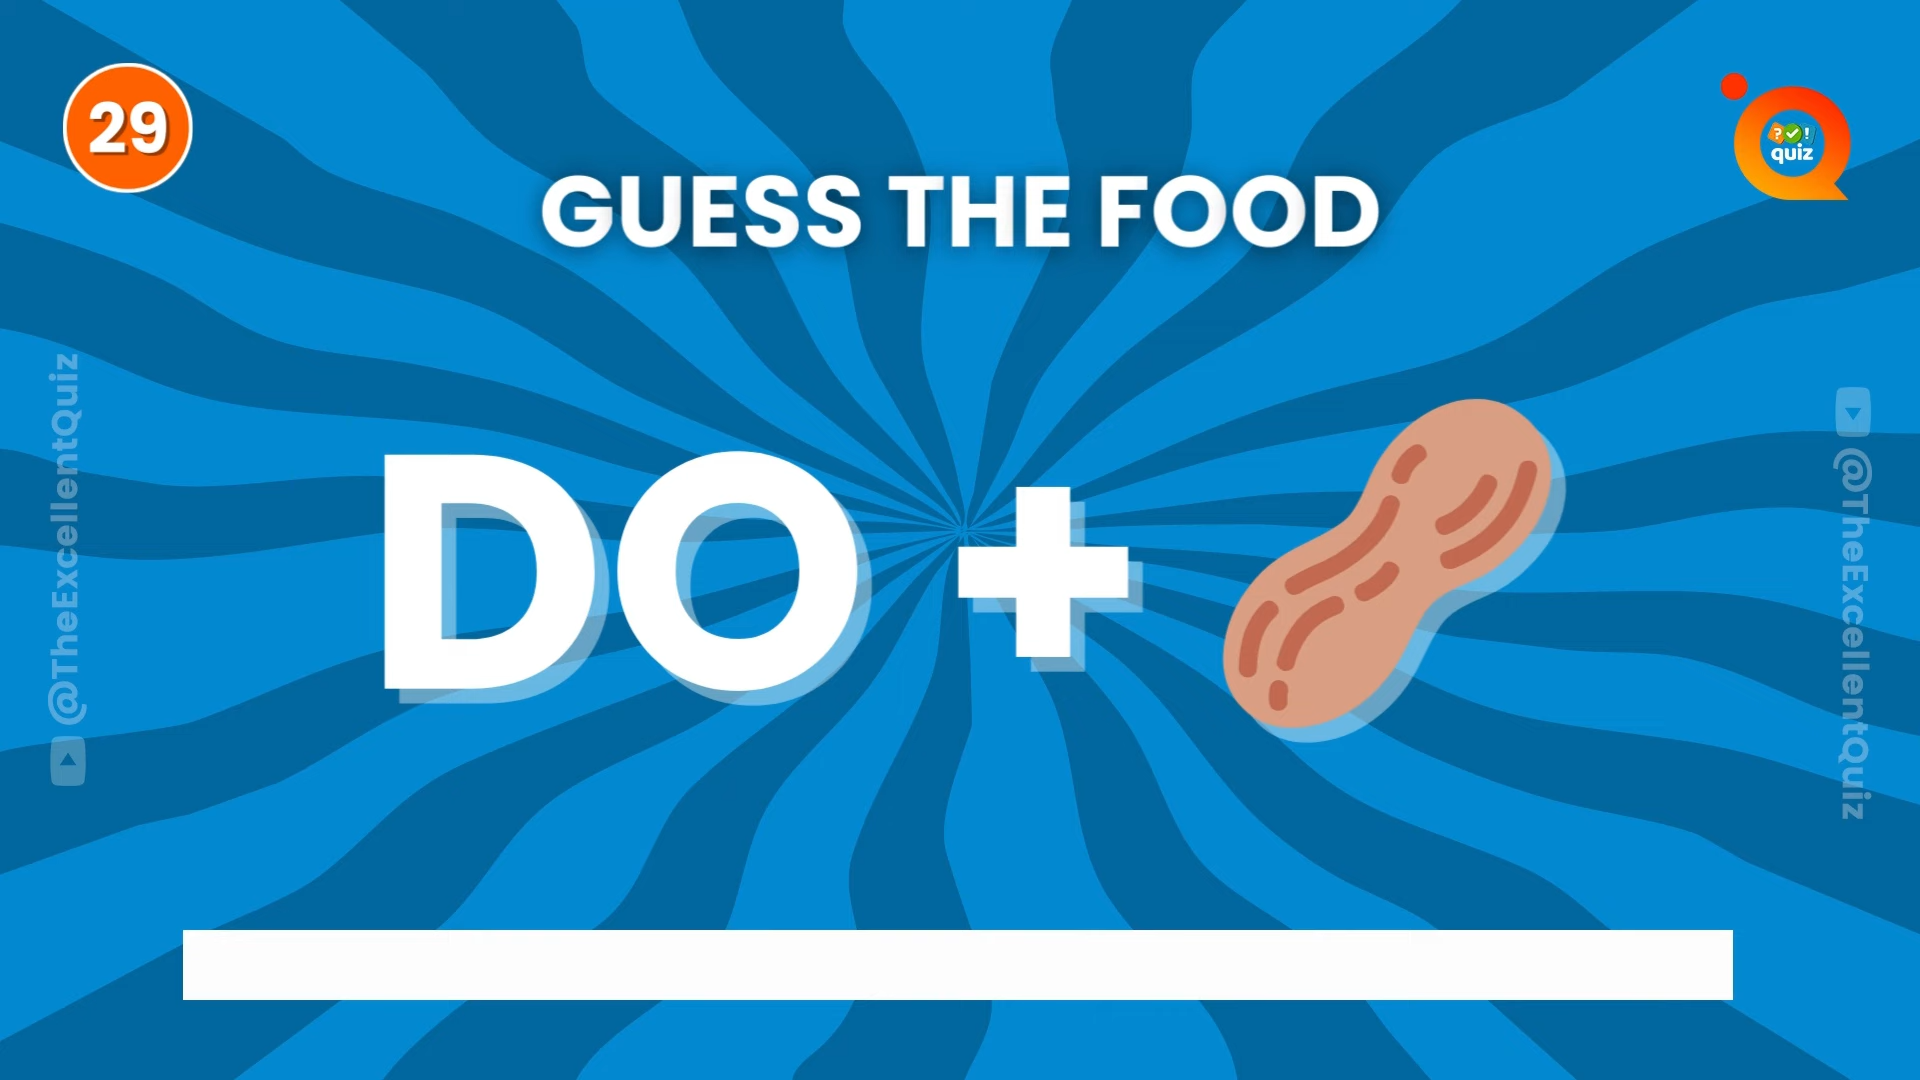 29
? !
quiz
GUESS THE FOOD
DO +
@TheExcellentQuiz
@TheExcellentQuiz